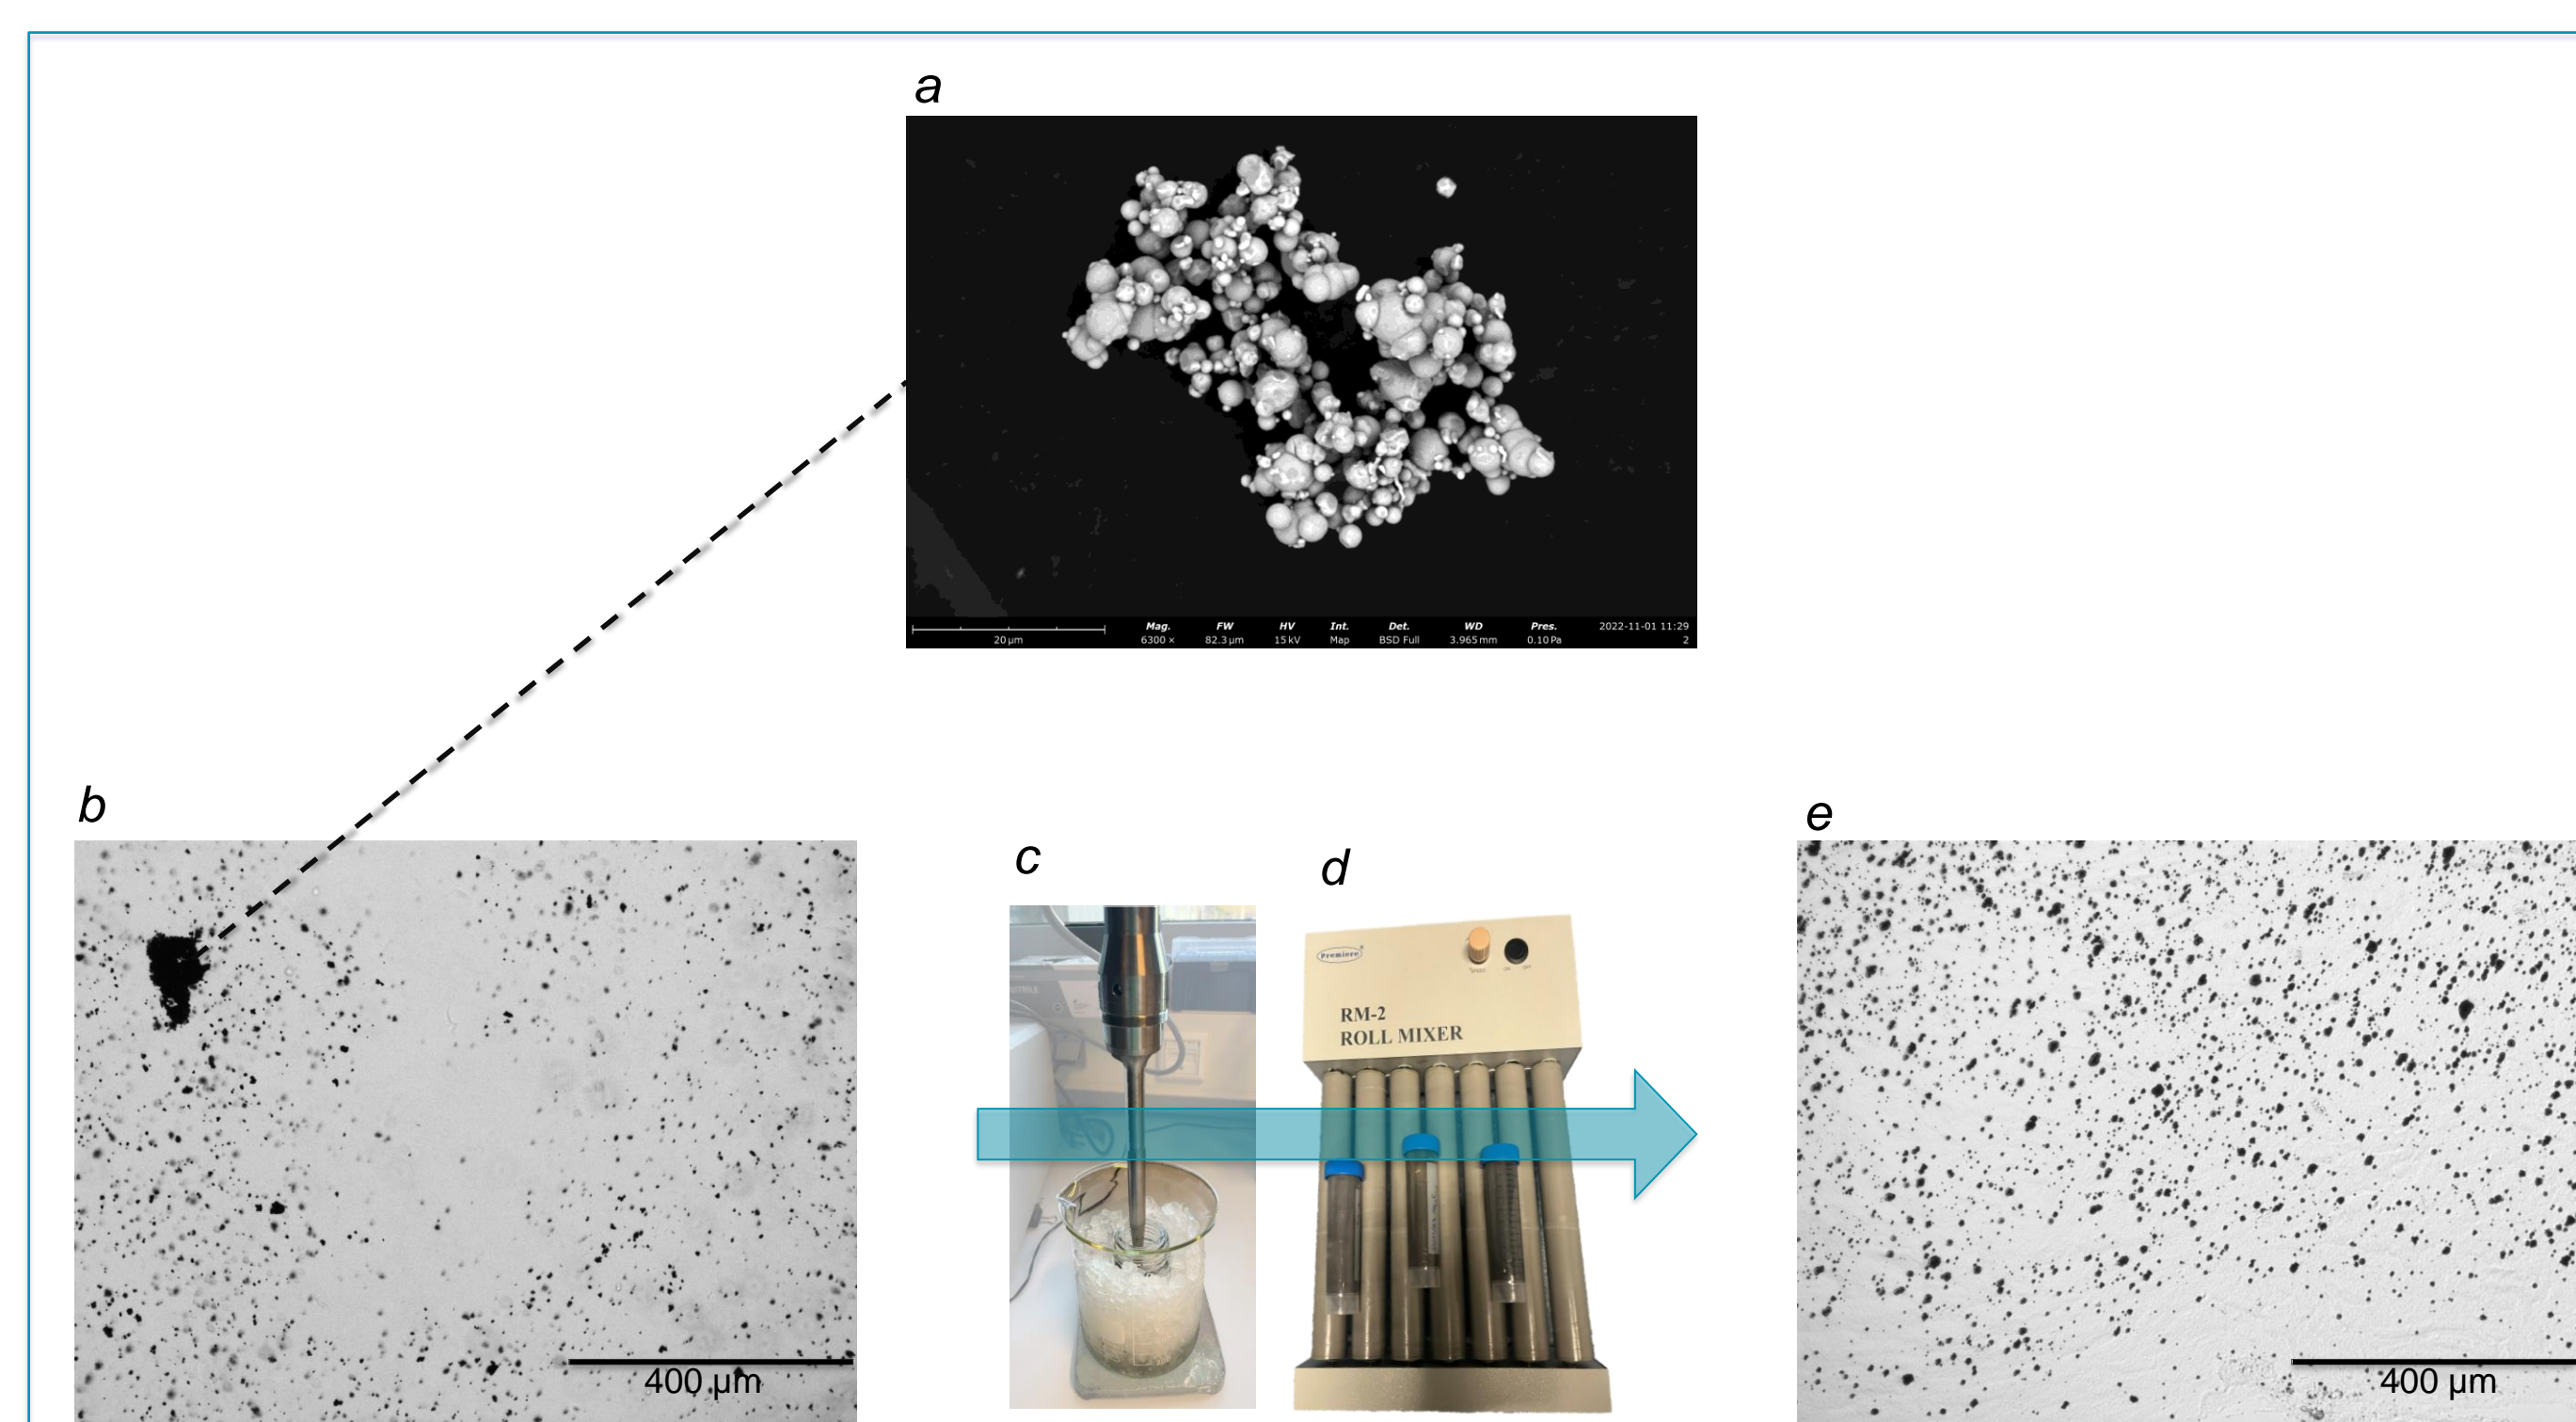 a
20 µm
Mag. FW HV Int. Det. WD Pres. 2022-11-01 11:29
6300 × 82.3 µm 15 kV Map BSD Full 3.965 mm 0.10 Pa 2
b
400 µm
c
d
Premiere
RM-2
ROLL MIXER
e
400 µm